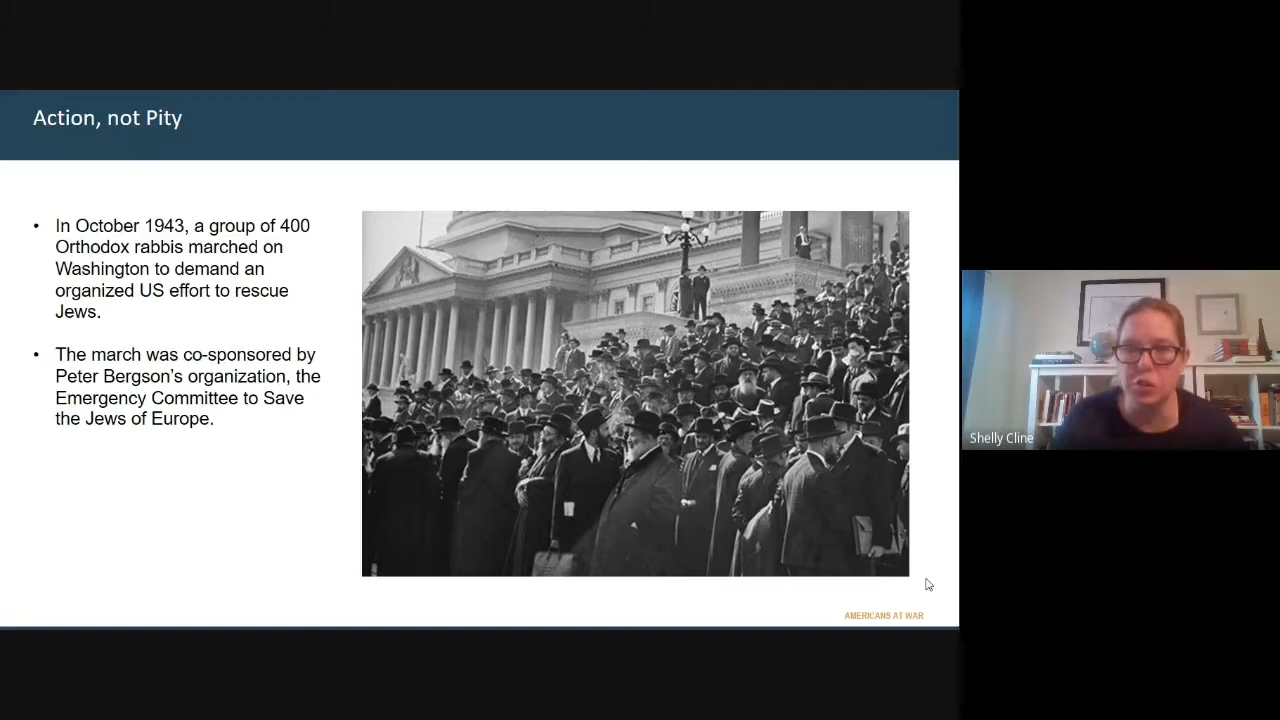 Action, not Pity
• In October 1943, a group of 400
Orthodox rabbis marched on
Washington to demand an
organized US effort to rescue
Jews.
• The march was co-sponsored by
Peter Bergson’s organization, the
Emergency Committee to Save
the Jews of Europe.
AMERICANS AT WAR
Shelly Cline